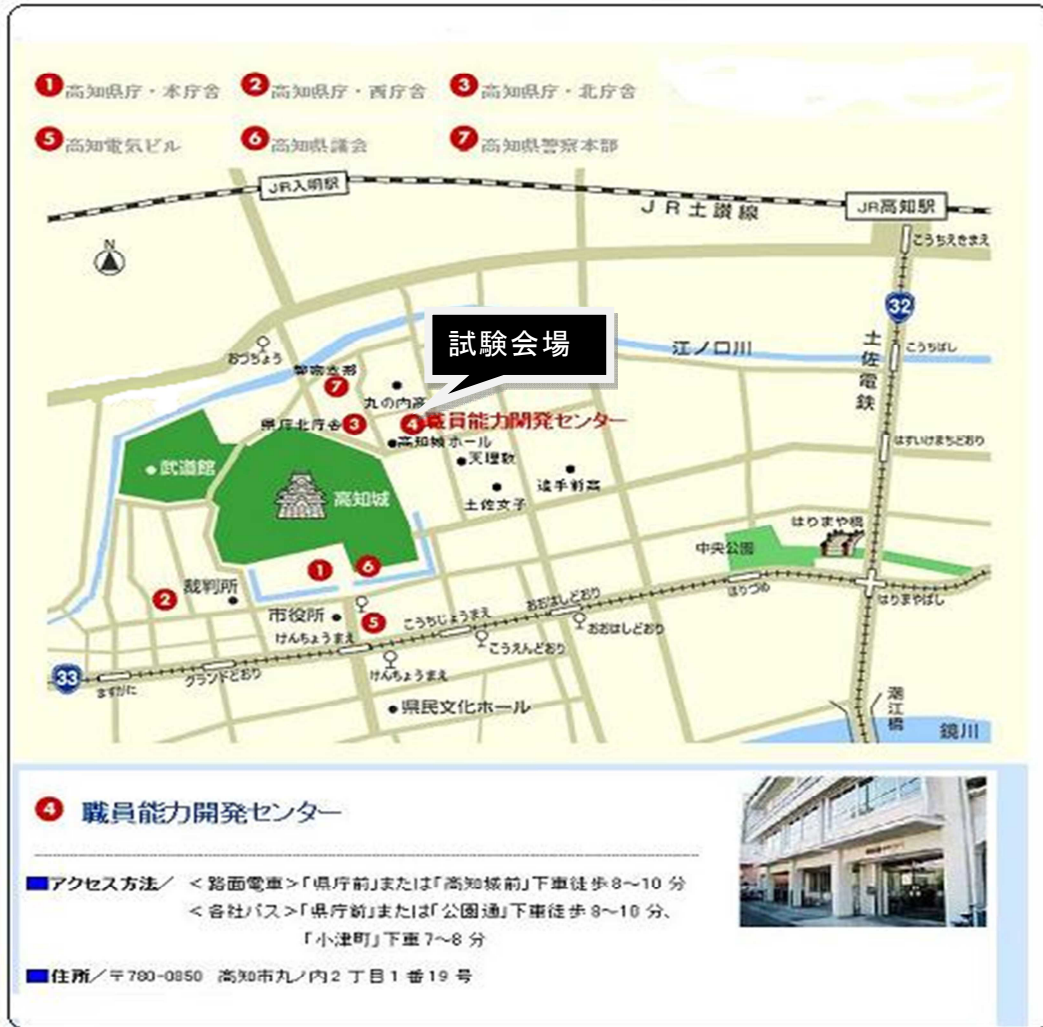 1 高知県庁・本庁舎 2 高知県庁・西庁舎 3 高知県庁・北庁舎
5 高知電気ビル 6 高知県議会 7 高知県警察本部
JR入明駅
JR土讃線
JR高知駅
こうちえきまえ
N
32
試験会場
江ノ口川
土佐電鉄
こうちばし
おづちょう
警察本部
7
丸の内高
県庁北庁舎 3
4 職員能力開発センター
高知城ホール
天理教
はすいけまちどおり
武道館
高知城
土佐女子
追手前高
はりまや橋
中央公園
1
6
2
裁判所
市役所
5
こうちじょうまえ
おおはしどおり
はりつめ
はりまやばし
けんちょうまえ
こうえんどおり
おおはしどおり
33
ますがた
グランドどおり
けんちょうまえ
県民文化ホール
潮江橋
鏡川
4 職員能力開発センター
アクセス方法／ <路面電車>「県庁前」または「高知城前」下車徒歩8~10分
<各社バス>「県庁前」または「公園通」下車徒歩8~10分、
「小津町」下車7~8分
住所／〒780-0850 高知市丸ノ内2丁目1番19号